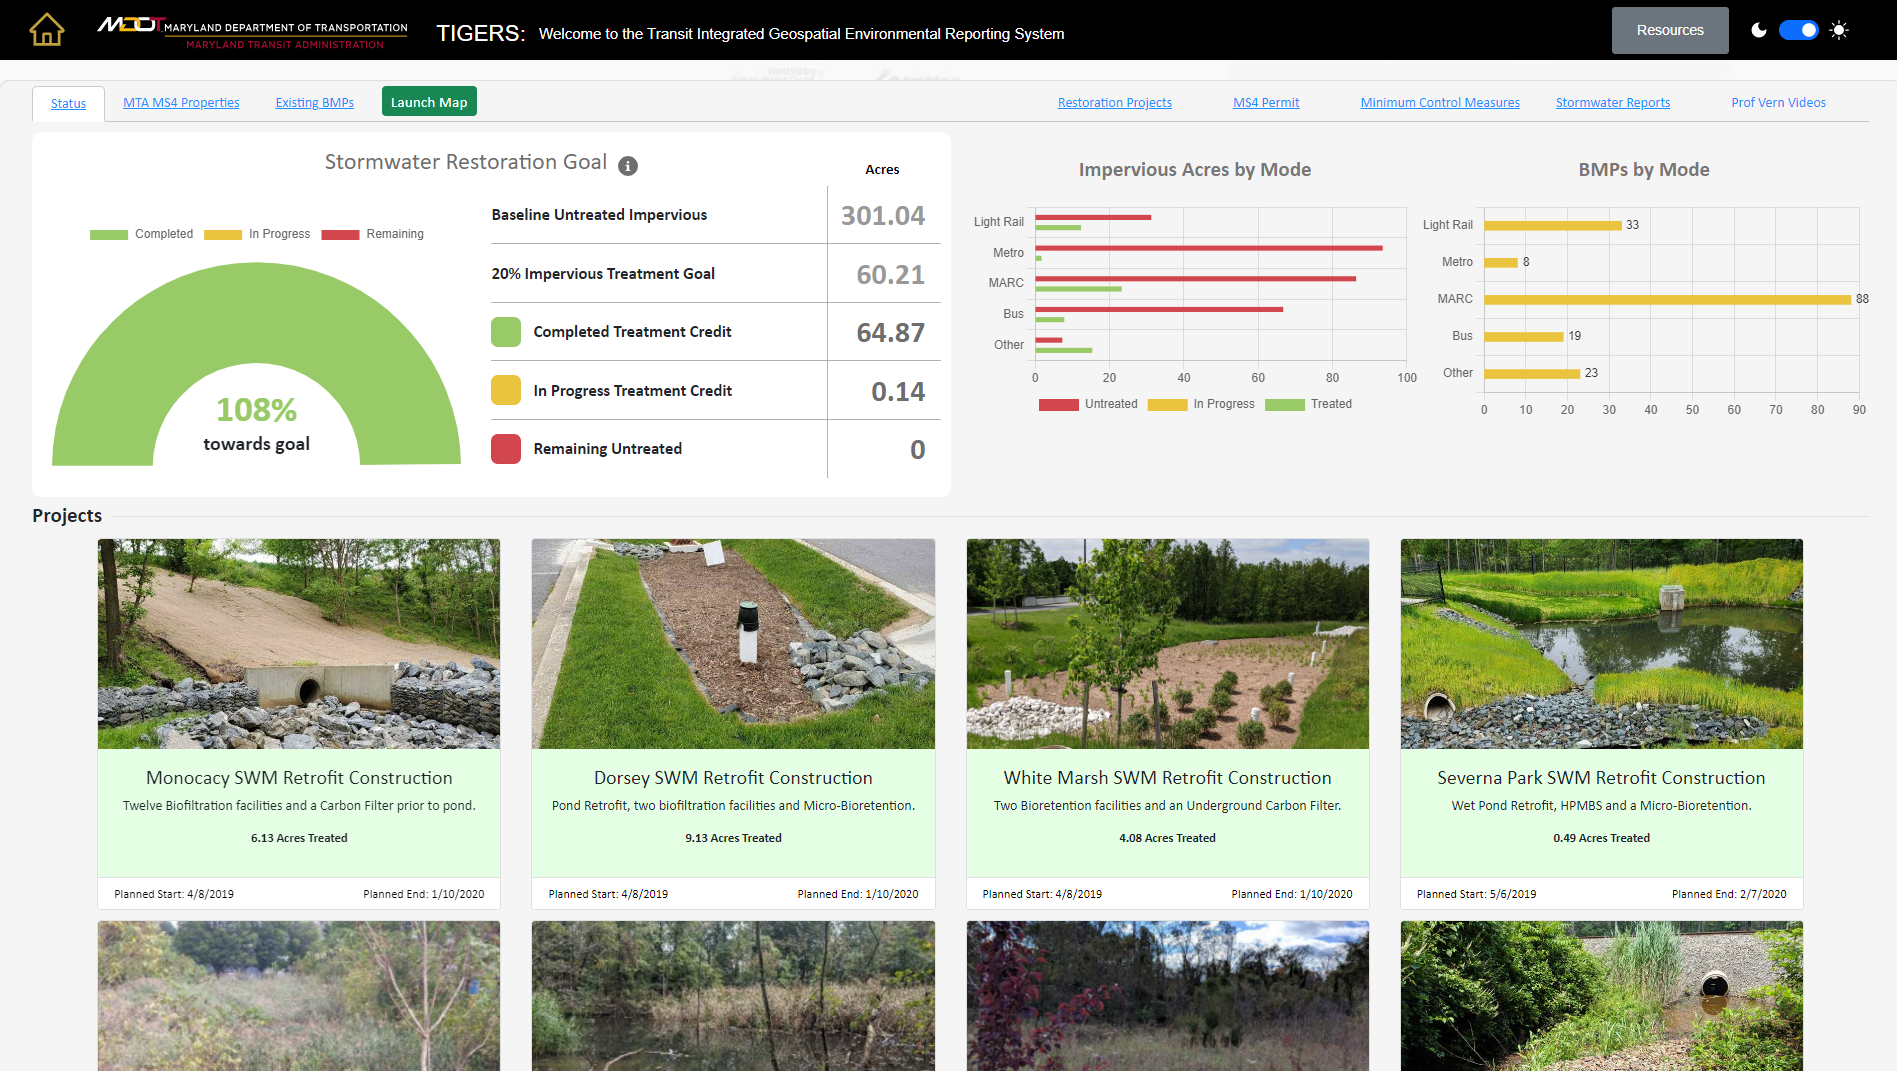 MDOT MARYLAND DEPARTMENT OF TRANSPORTATION
MARYLAND TRANSIT ADMINISTRATION
TIGERS: Welcome to the Transit Integrated Geospatial Environmental Reporting System
Resources
Status MTA MS4 Properties Existing BMPs Launch Map Restoration Projects MS4 Permit Minimum Control Measures Stormwater Reports Prof Vern Videos
Stormwater Restoration Goal
Completed In Progress Remaining
108%
towards goal
Acres
Baseline Untreated Impervious 301.04
20% Impervious Treatment Goal 60.21
Completed Treatment Credit 64.87
In Progress Treatment Credit 0.14
Remaining Untreated 0
Impervious Acres by Mode
Light Rail
Metro
MARC
Bus
Other
0 20 40 60 80 100
Untreated In Progress Treated
BMPs by Mode
Light Rail 33
Metro 8
MARC 88
Bus 19
Other 23
0 10 20 30 40 50 60 70 80 90
Projects
Monocacy SWM Retrofit Construction
Twelve Biofiltration facilities and a Carbon Filter prior to pond.
6.13 Acres Treated
Planned Start: 4/8/2019 Planned End: 1/10/2020
Dorsey SWM Retrofit Construction
Pond Retrofit, two biofiltration facilities and Micro-Bioretention.
9.13 Acres Treated
Planned Start: 4/8/2019 Planned End: 1/10/2020
White Marsh SWM Retrofit Construction
Two Bioretention facilities and an Underground Carbon Filter.
4.08 Acres Treated
Planned Start: 4/8/2019 Planned End: 1/10/2020
Severna Park SWM Retrofit Construction
Wet Pond Retrofit, HPMBS and a Micro-Bioretention.
0.49 Acres Treated
Planned Start: 5/6/2019 Planned End: 2/7/2020